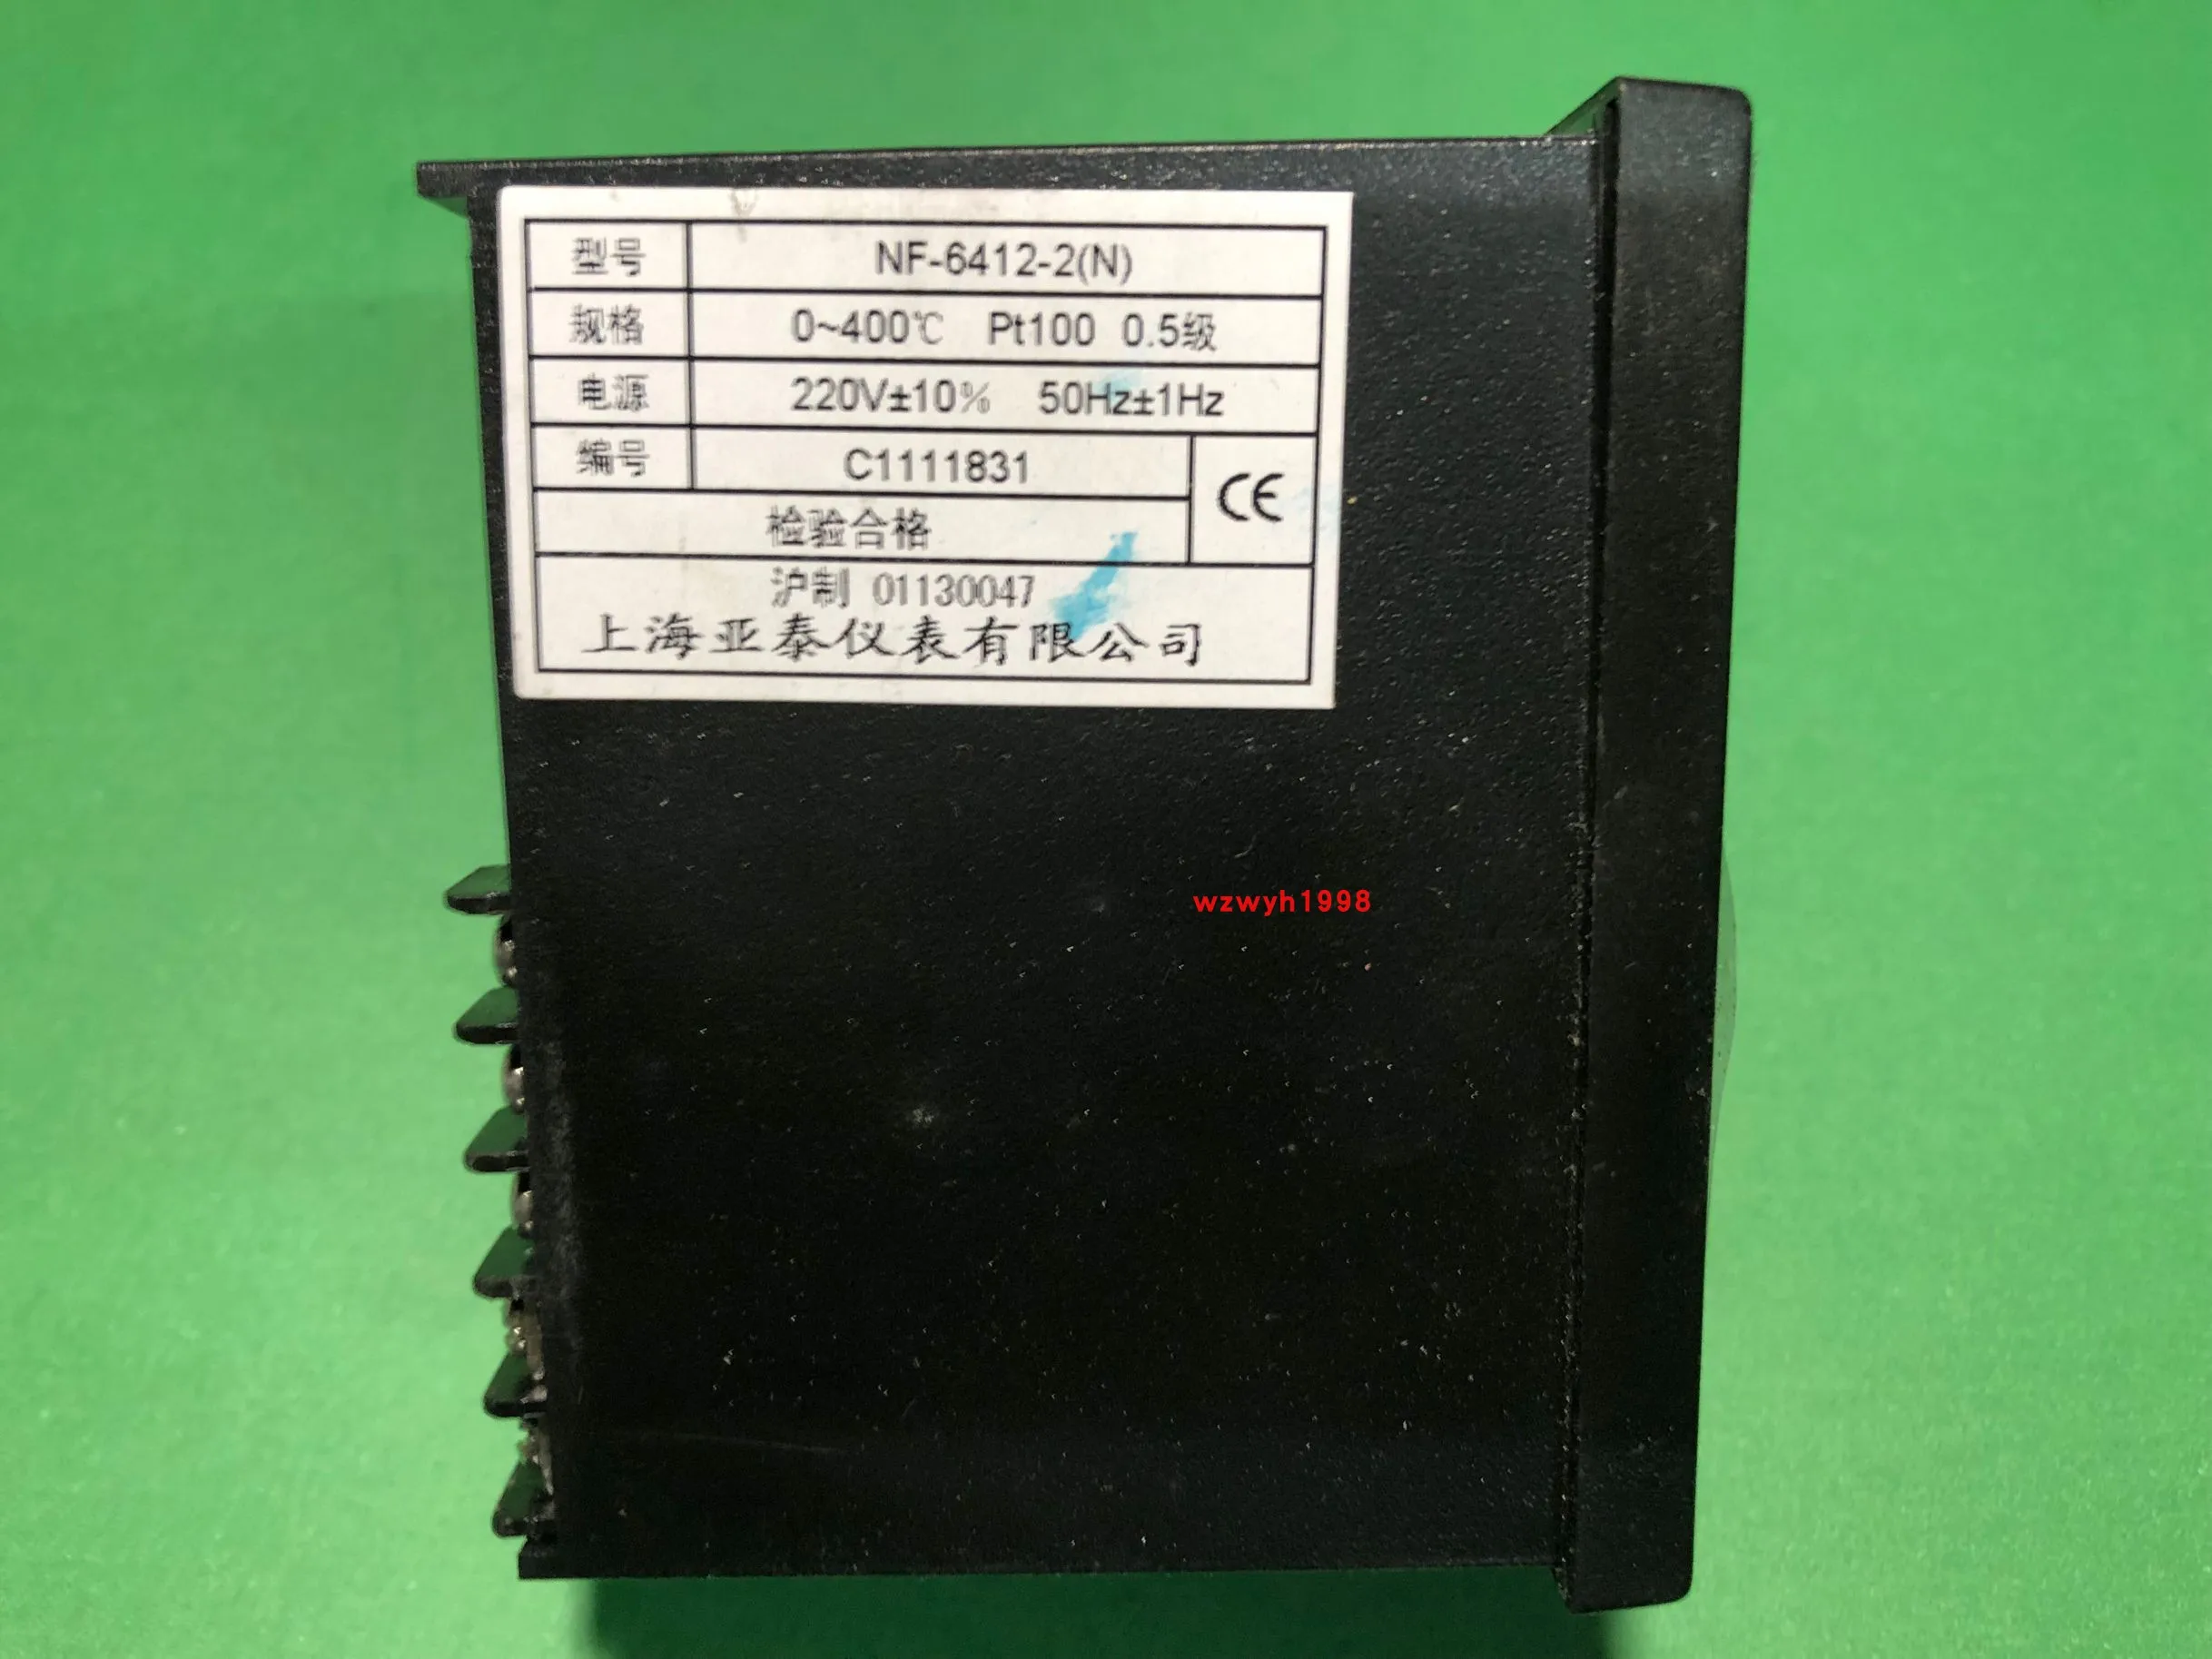 型号 NF-6412-2(N)
规格 0~400℃ Pt100 0.5级
电源 220V±10% 50Hz±1Hz
编号 C1111831
CE
检验合格
沪制 01130047
上海亚泰仪表有限公司
wzwyh1998